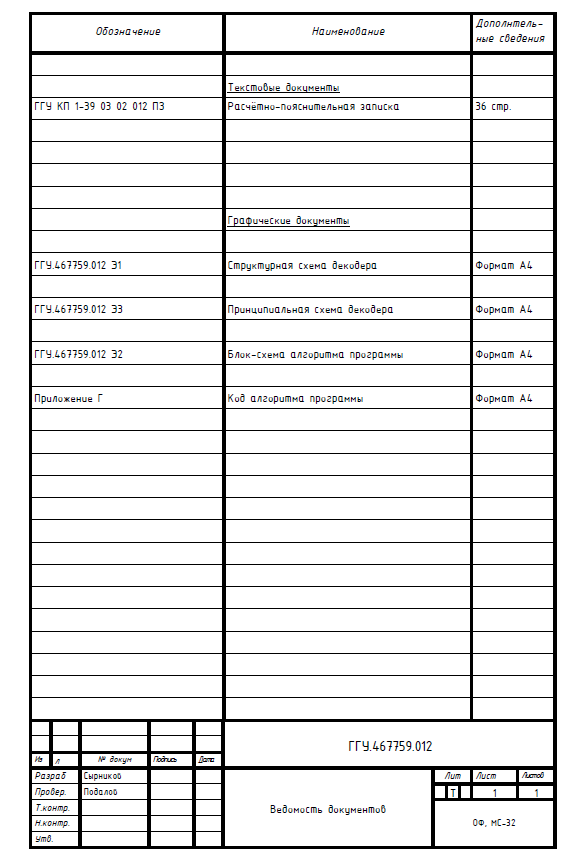 Обозначение Наименование Дополнтель-
ные сведения
Текстовые документы
ГГУ КП 1-39 03 02 012 ПЗ Расчётно-пояснительная записка 36 стр.
Графические документы
ГГУ.467759.012 Э1 Структурная схема декодера Формат А4
ГГУ.467759.012 Э3 Принципиальная схема декодера Формат А4
ГГУ.467759.012 Э2 Блок-схема алгоритма программы Формат А4
Приложение Г Код алгоритма программы Формат А4
ГГУ.467759.012
Из л № докум Подпись Дата
Разраб Сырников
Провер. Подалов
Т.контр.
Н.контр.
Утв.
Ведомость документов
Лит Лист Листов
Т 1 1
ОФ, МС-32